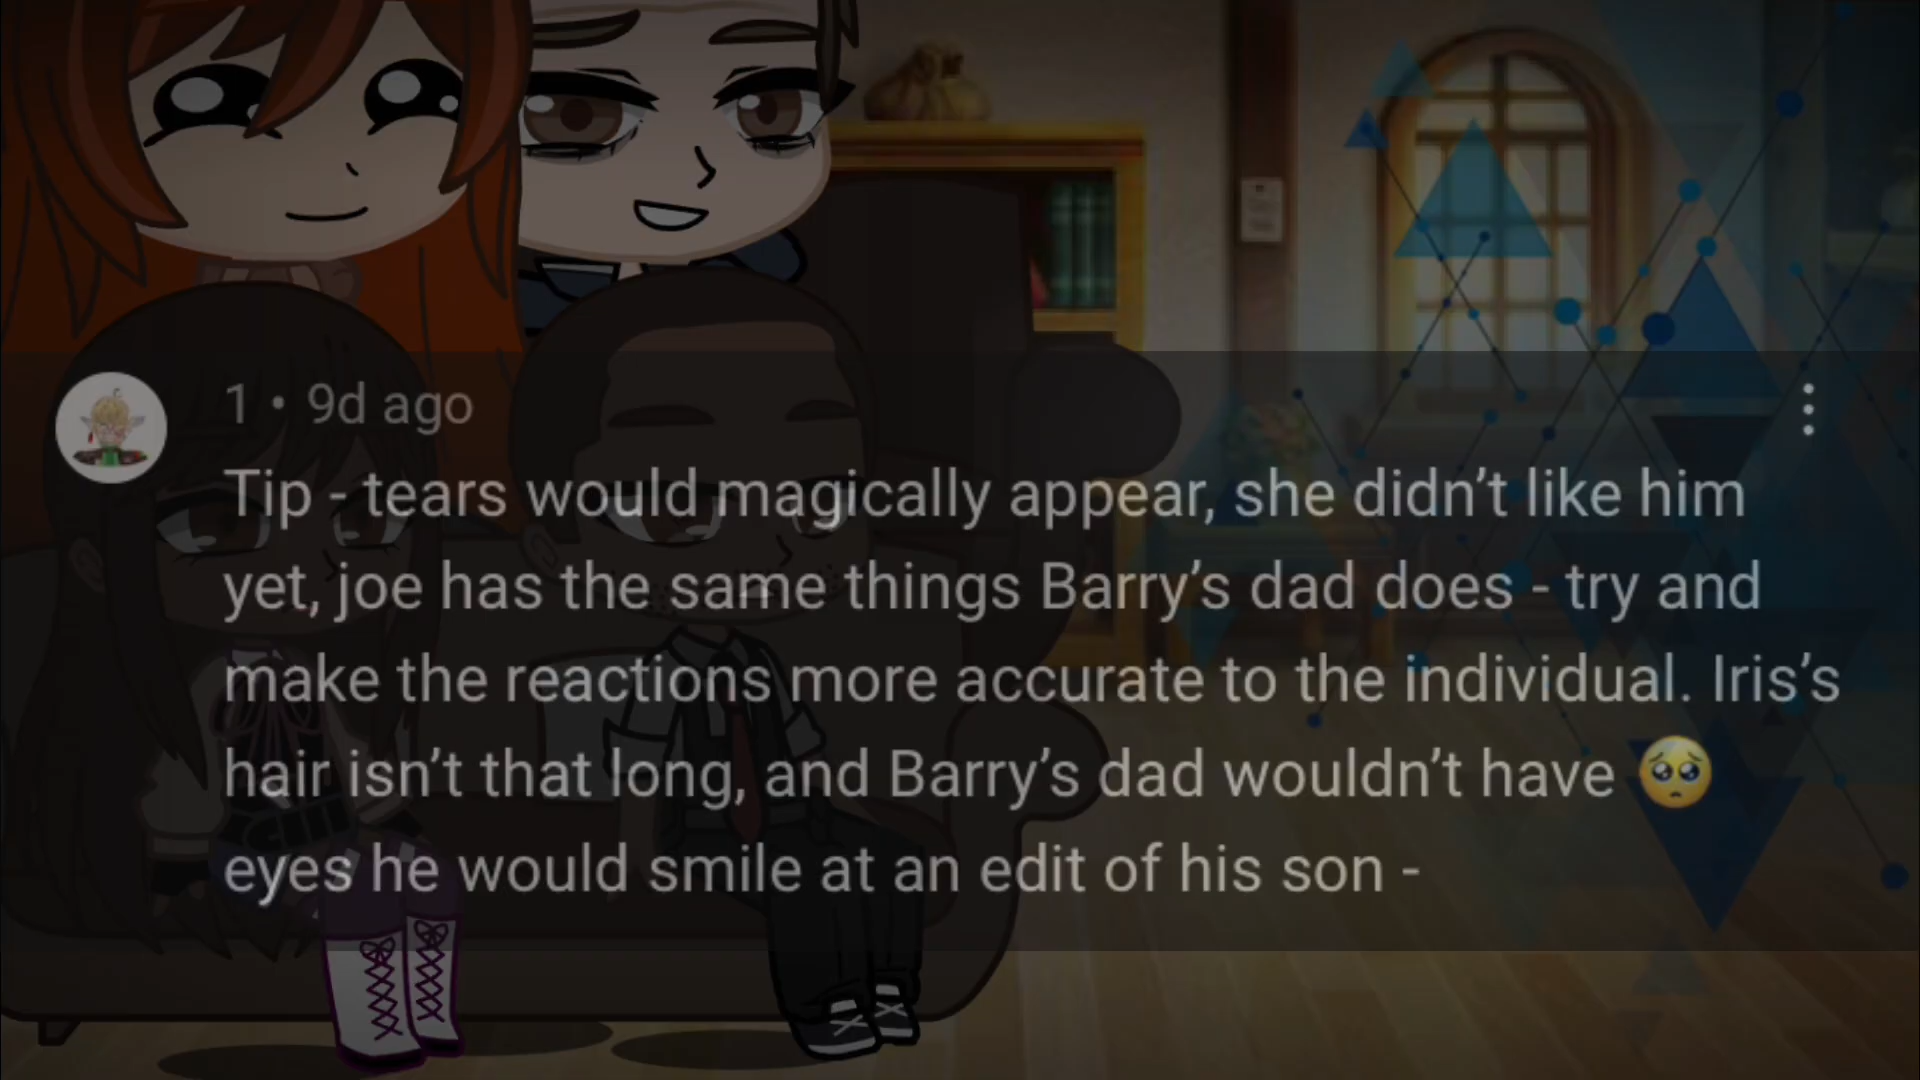 1 • 9d ago
Tip - tears would magically appear, she didn’t like him
yet, joe has the same things Barry’s dad does - try and
make the reactions more accurate to the individual. Iris’s
hair isn’t that long, and Barry’s dad wouldn’t have 🥺
eyes he would smile at an edit of his son -